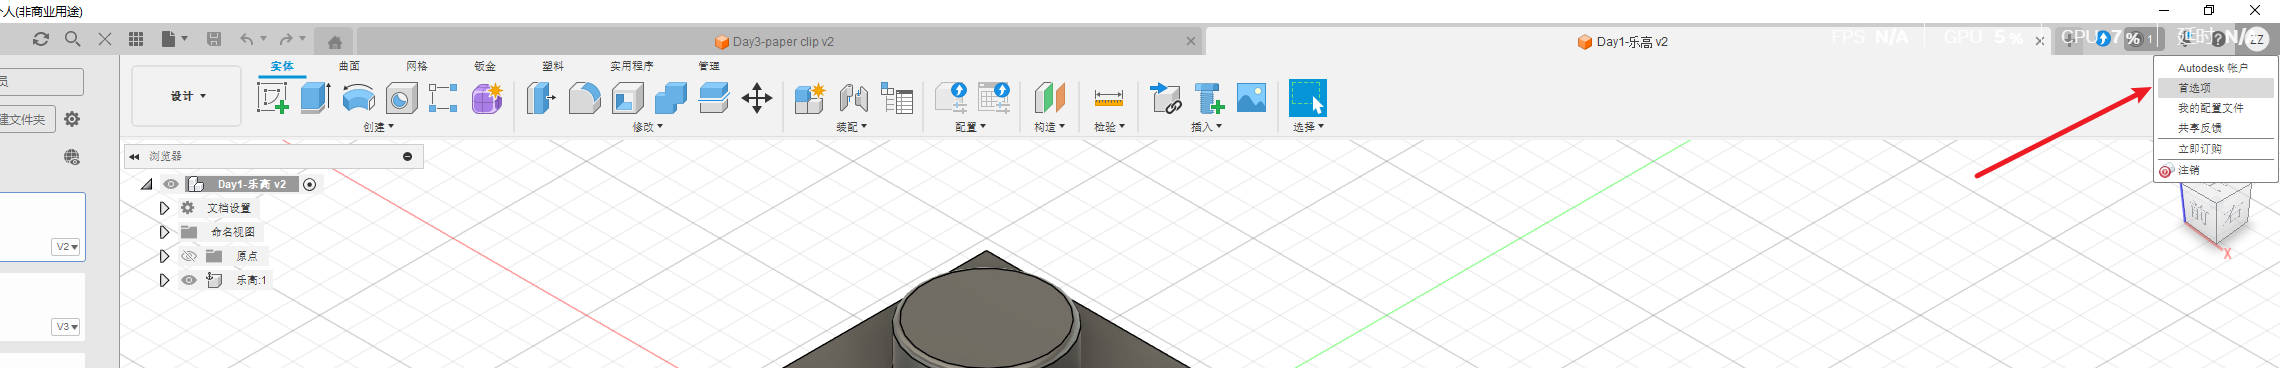 个人(非商业用途)
Day3-paper clip v2
Day1-乐高 v2
FPS N/A GPU 5 % CPU 7 % 延时 N/A
1
ZZ
员
建文件夹
V2
V3
设计
实体 曲面 网格 钣金 塑料 实用程序 管理
创建 修改 装配 配置 构造 检验 插入 选择
浏览器
Day1-乐高 v2
文档设置
命名视图
原点
乐高:1
Autodesk 帐户
首选项
我的配置文件
共享反馈
立即订购
注销
前 右
X